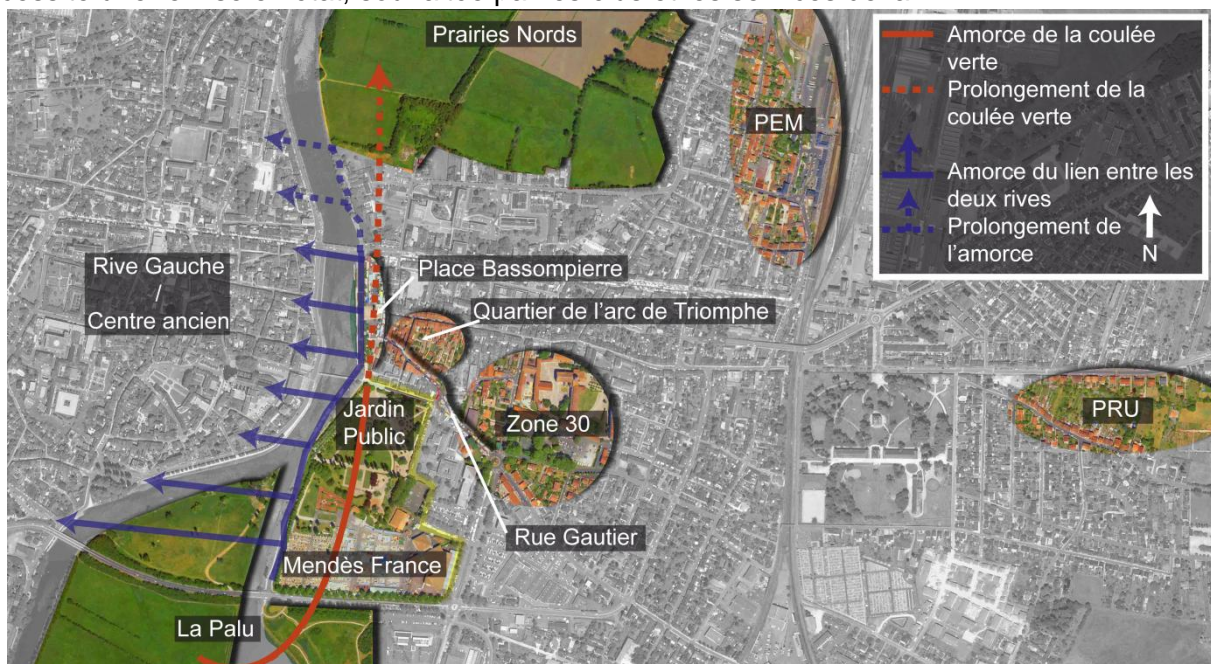 Prairies Nords
PEM
Amorce de la coulée
verte
Prolongement de la
coulée verte
Amorce du lien entre les
deux rives
Prolongement de
l'amorce
N
Rive Gauche
/
Centre ancien
Place Bassompierre
Quartier de l'arc de Triomphe
Jardin
Public
Zone 30
PRU
Rue Gautier
Mendès France
La Palu